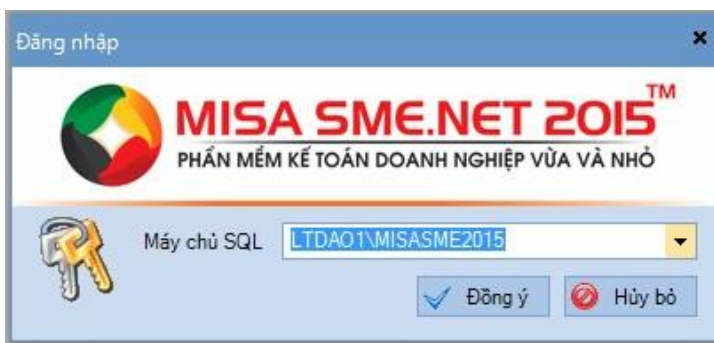 Đăng nhập
MISA SME.NET 2015™
PHẦN MỀM KẾ TOÁN DOANH NGHIỆP VỪA VÀ NHỎ
Máy chủ SQL LTDAO1\MISASME2015
Đồng ý Hủy bỏ